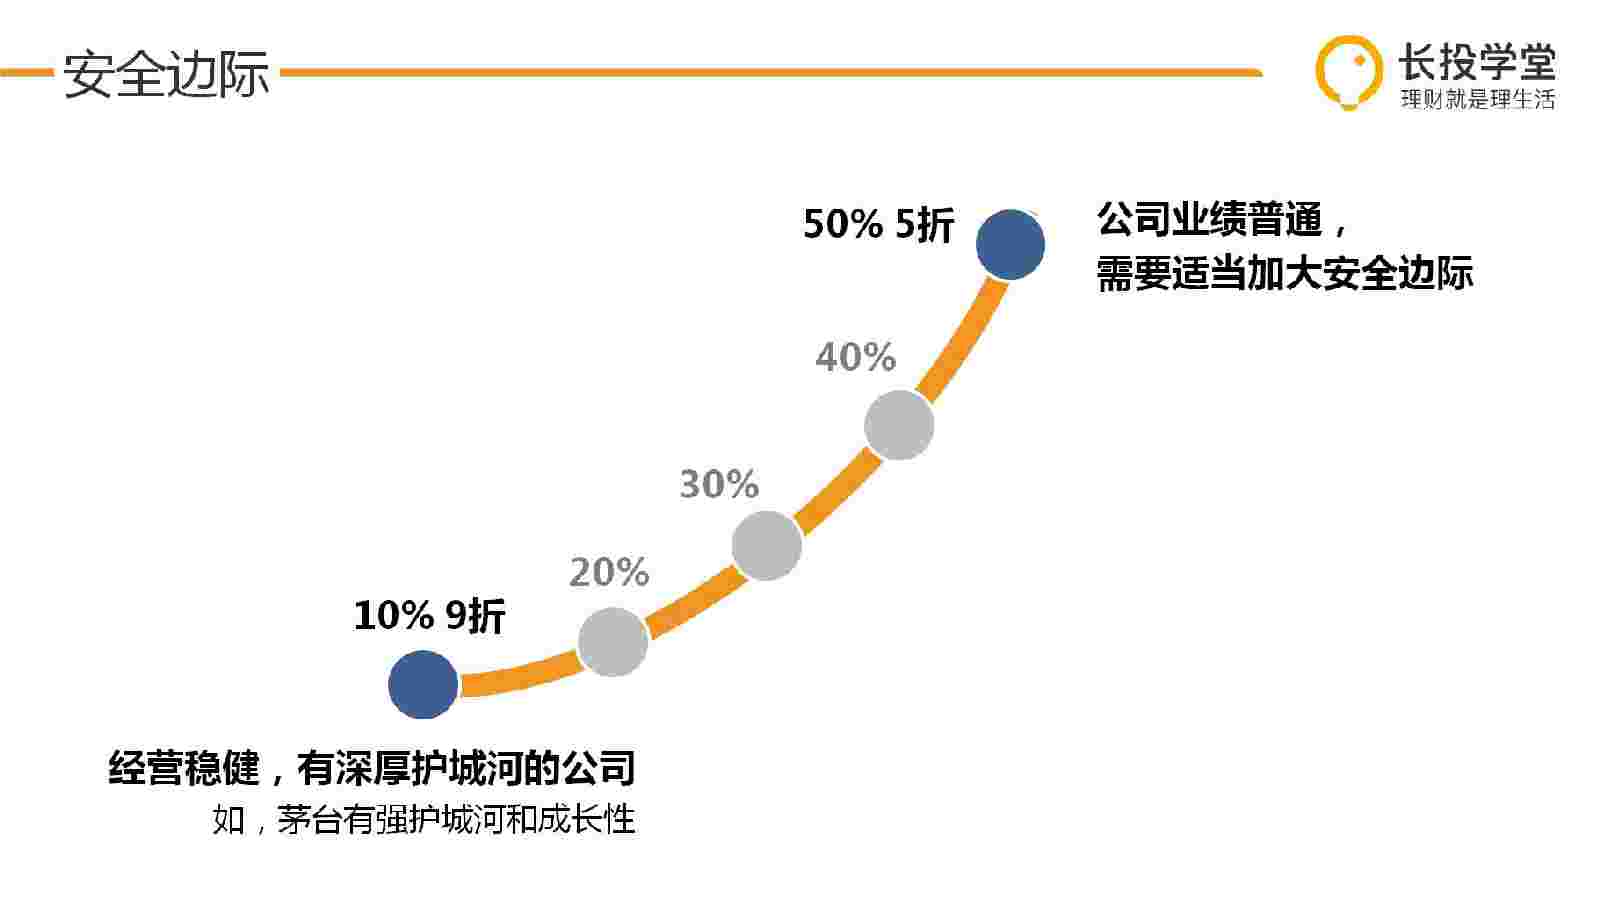 安全边际
长投学堂
理财就是理生活
50% 5折
公司业绩普通，
需要适当加大安全边际
40%
30%
20%
10% 9折
经营稳健，有深厚护城河的公司
如，茅台有强护城河和成长性